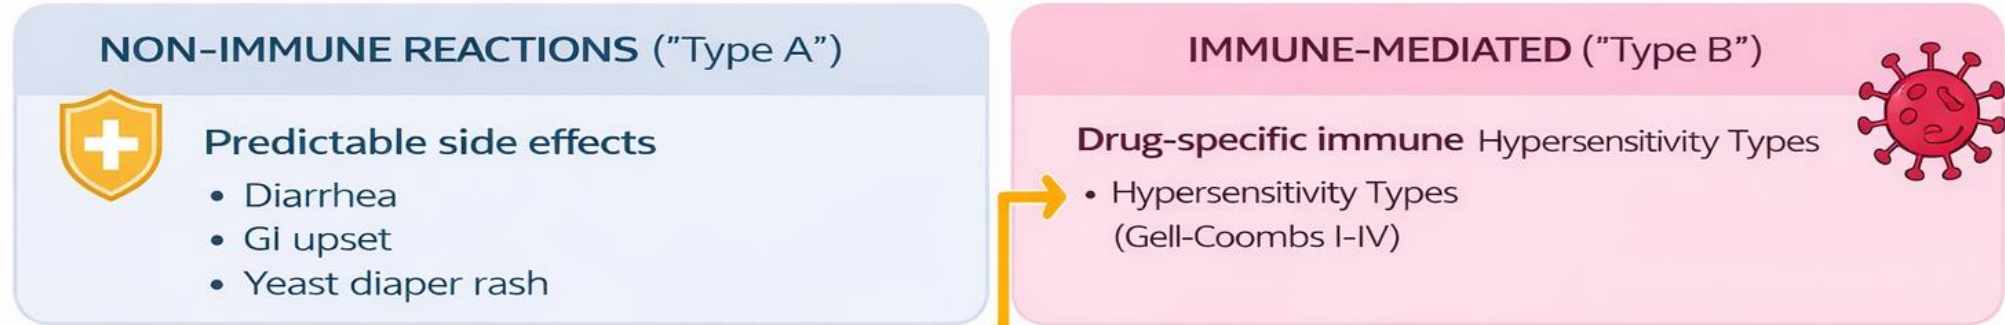 NON-IMMUNE REACTIONS ("Type A")
Predictable side effects
• Diarrhea
• GI upset
• Yeast diaper rash
IMMUNE-MEDIATED ("Type B")
Drug-specific immune Hypersensitivity Types
• Hypersensitivity Types
(Gell-Coombs I-IV)